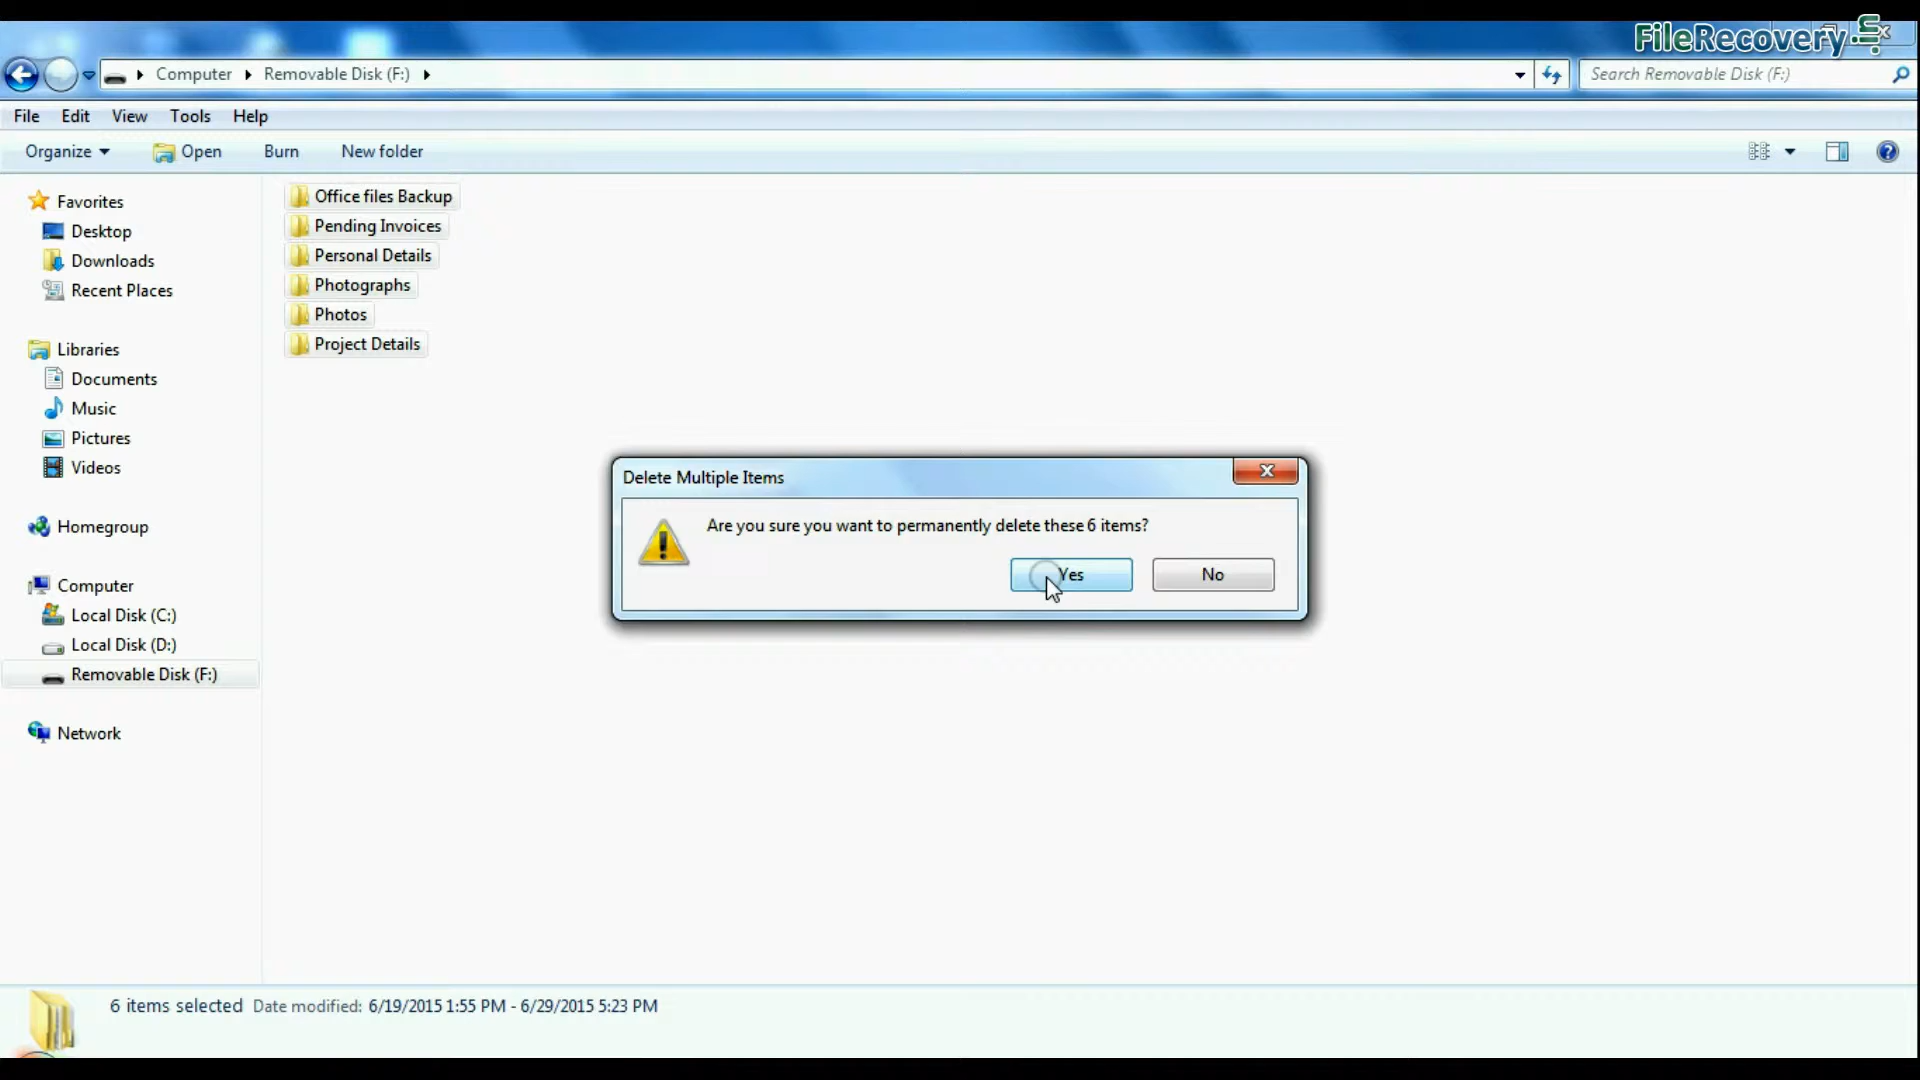 FileRecovery
Computer Removable Disk (F:)
Search Removable Disk (F:)
File Edit View Tools Help
Organize Open Burn New folder
Favorites
Desktop
Downloads
Recent Places
Libraries
Documents
Music
Pictures
Videos
Homegroup
Computer
Local Disk (C:)
Local Disk (D:)
Removable Disk (F:)
Network
Office files Backup
Pending Invoices
Personal Details
Photographs
Photos
Project Details
Delete Multiple Items
Are you sure you want to permanently delete these 6 items?
Yes No
6 items selected Date modified: 6/19/2015 1:55 PM - 6/29/2015 5:23 PM